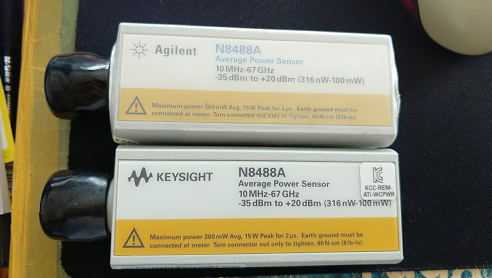 Agilent
N8488A
Average Power Sensor
10 MHz-67 GHz
-35 dBm to +20 dBm (316 nW-100 mW)
Maximum power 300 mW Avg, 15 W Peak for 2 µs. Earth ground must be
connected at meter. Turn connector nut only to tighten, 90 N-cm (8 lb-in)
KEYSIGHT
N8488A
Average Power Sensor
10 MHz-67 GHz
-35 dBm to +20 dBm (316 nW-100 mW)
KCC-REM-
ATi-WCPWR
Maximum power 300 mW Avg, 15 W Peak for 2 µs. Earth ground must be
connected at meter. Turn connector nut only to tighten, 90 N-cm (8 lb-in)